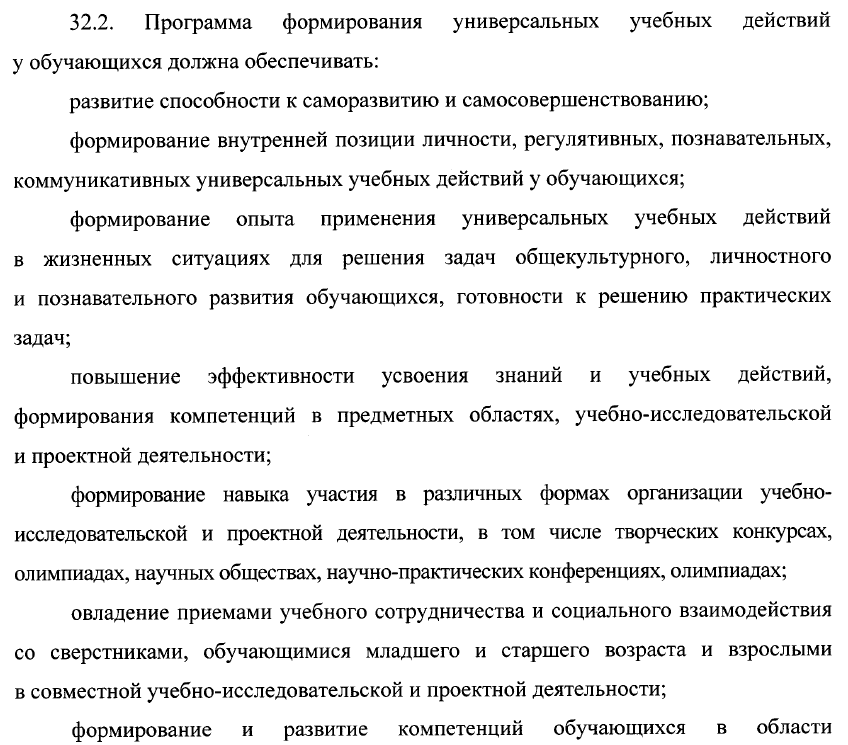 32.2. Программа формирования универсальных учебных действий
у обучающихся должна обеспечивать:
развитие способности к саморазвитию и самосовершенствованию;
формирование внутренней позиции личности, регулятивных, познавательных,
коммуникативных универсальных учебных действий у обучающихся;
формирование опыта применения универсальных учебных действий
в жизненных ситуациях для решения задач общекультурного, личностного
и познавательного развития обучающихся, готовности к решению практических
задач;
повышение эффективности усвоения знаний и учебных действий,
формирования компетенций в предметных областях, учебно-исследовательской
и проектной деятельности;
формирование навыка участия в различных формах организации учебно-
исследовательской и проектной деятельности, в том числе творческих конкурсах,
олимпиадах, научных обществах, научно-практических конференциях, олимпиадах;
овладение приемами учебного сотрудничества и социального взаимодействия
со сверстниками, обучающимися младшего и старшего возраста и взрослыми
в совместной учебно-исследовательской и проектной деятельности;
формирование и развитие компетенций обучающихся в области